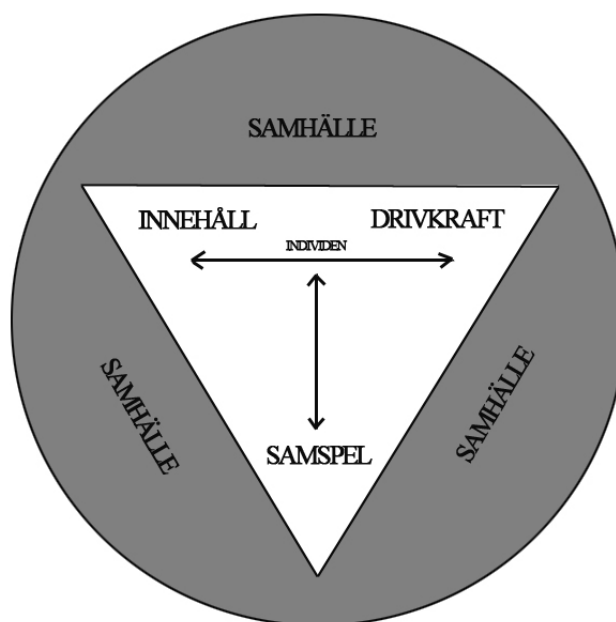 SAMHÄLLE
INNEHÅLL
DRIVKRAFT
INDIVIDEN
SAMHÄLLE
SAMHÄLLE
SAMSPEL